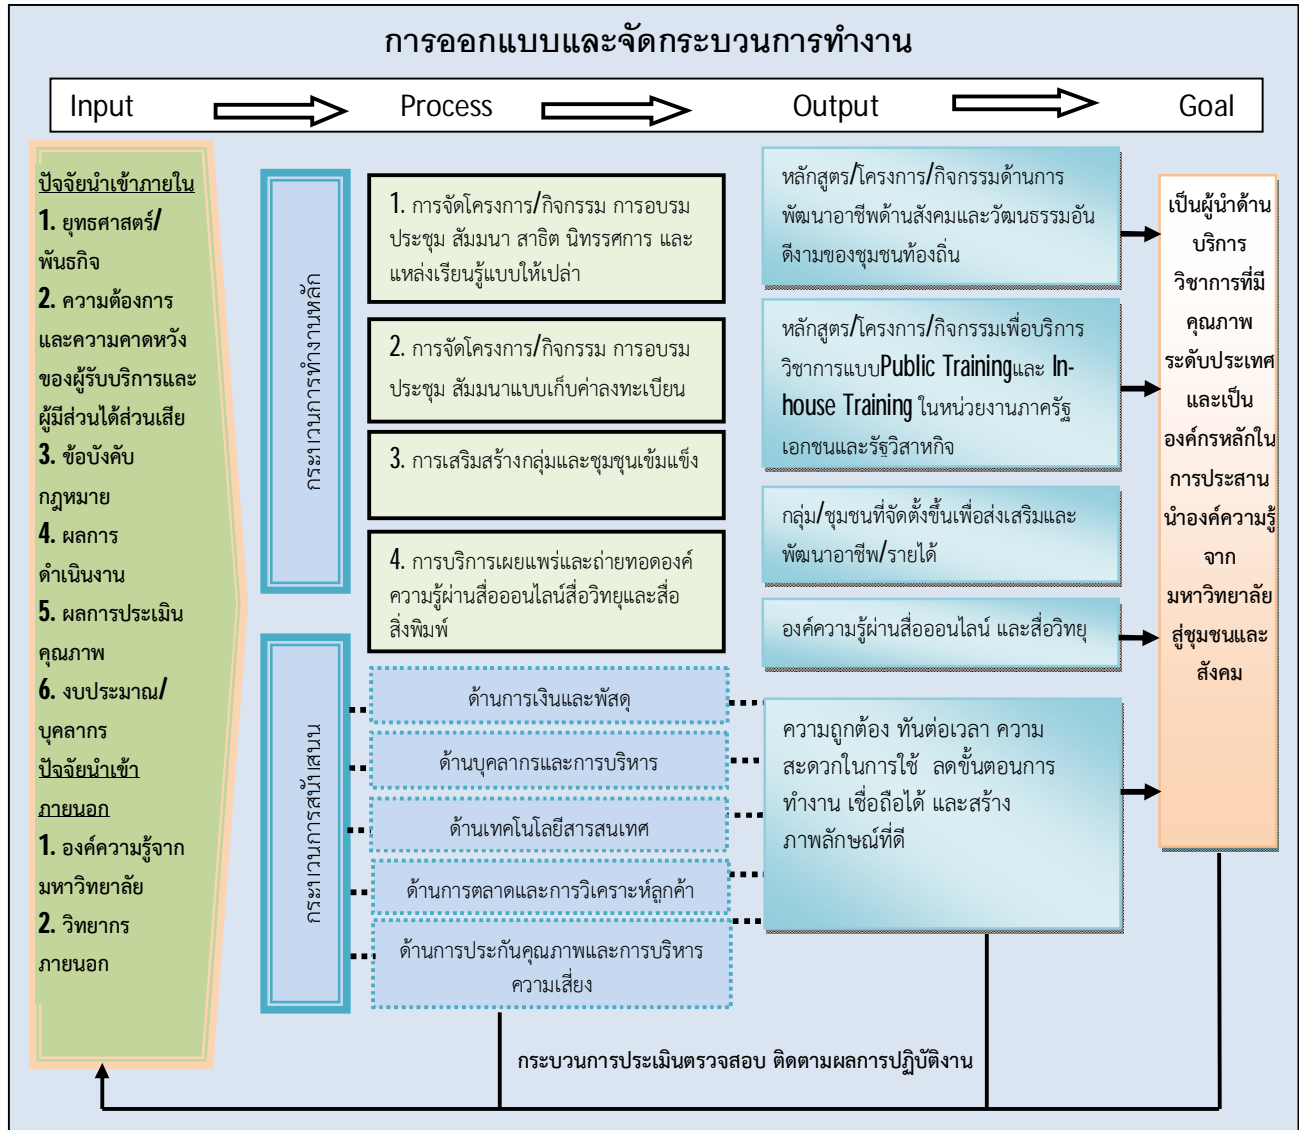 การออกแบบและจัดกระบวนการทำงาน
Input
Process
Output
Goal
ปัจจัยนำเข้าภายใน
1. ยุทธศาสตร์/
พันธกิจ
2. ความต้องการ
และความคาดหวัง
ของผู้รับบริการและ
ผู้มีส่วนได้ส่วนเสีย
3. ข้อบังคับ
กฎหมาย
4. ผลการ
ดำเนินงาน
5. ผลการประเมิน
คุณภาพ
6. งบประมาณ/
บุคลากร
ปัจจัยนำเข้า
ภายนอก
1. องค์ความรู้จาก
มหาวิทยาลัย
2. วิทยากร
ภายนอก
กระบวนการทำงานหลัก
1. การจัดโครงการ/กิจกรรม การอบรม
ประชุม สัมมนา สาธิต นิทรรศการ และ
แหล่งเรียนรู้แบบให้เปล่า
2. การจัดโครงการ/กิจกรรม การอบรม
ประชุม สัมมนาแบบเก็บค่าลงทะเบียน
3. การเสริมสร้างกลุ่มและชุมชุนเข้มแข็ง
4. การบริการเผยแพร่และถ่ายทอดองค์
ความรู้ผ่านสื่อออนไลน์สื่อวิทยุและสื่อ
สิ่งพิมพ์
กระบวนการสนับเสนน
ด้านการเงินและพัสดุ
ด้านบุคลากรและการบริหาร
ด้านเทคโนโลยีสารสนเทศ
ด้านการตลาดและการวิเคราะห์ลูกค้า
ด้านการประกันคุณภาพและการบริหาร
ความเสี่ยง
หลักสูตร/โครงการ/กิจกรรมด้านการ
พัฒนาอาชีพด้านสังคมและวัฒนธรรมอัน
ดีงามของชุมชนท้องถิ่น
หลักสูตร/โครงการ/กิจกรรมเพื่อบริการ
วิชาการแบบPublic Trainingและ In-
house Training ในหน่วยงานภาครัฐ
เอกชนและรัฐวิสาหกิจ
กลุ่ม/ชุมชนที่จัดตั้งขึ้นเพื่อส่งเสริมและ
พัฒนาอาชีพ/รายได้
องค์ความรู้ผ่านสื่อออนไลน์ และสื่อวิทยุ
ความถูกต้อง ทันต่อเวลา ความ
สะดวกในการใช้ ลดขั้นตอนการ
ทำงาน เชื่อถือได้ และสร้าง
ภาพลักษณ์ที่ดี
เป็นผู้นำด้าน
บริการ
วิชาการที่มี
คุณภาพ
ระดับประเทศ
และเป็น
องค์กรหลักใน
การประสาน
นำองค์ความรู้
จาก
มหาวิทยาลัย
สู่ชุมชนและ
สังคม
กระบวนการประเมินตรวจสอบ ติดตามผลการปฏิบัติงาน